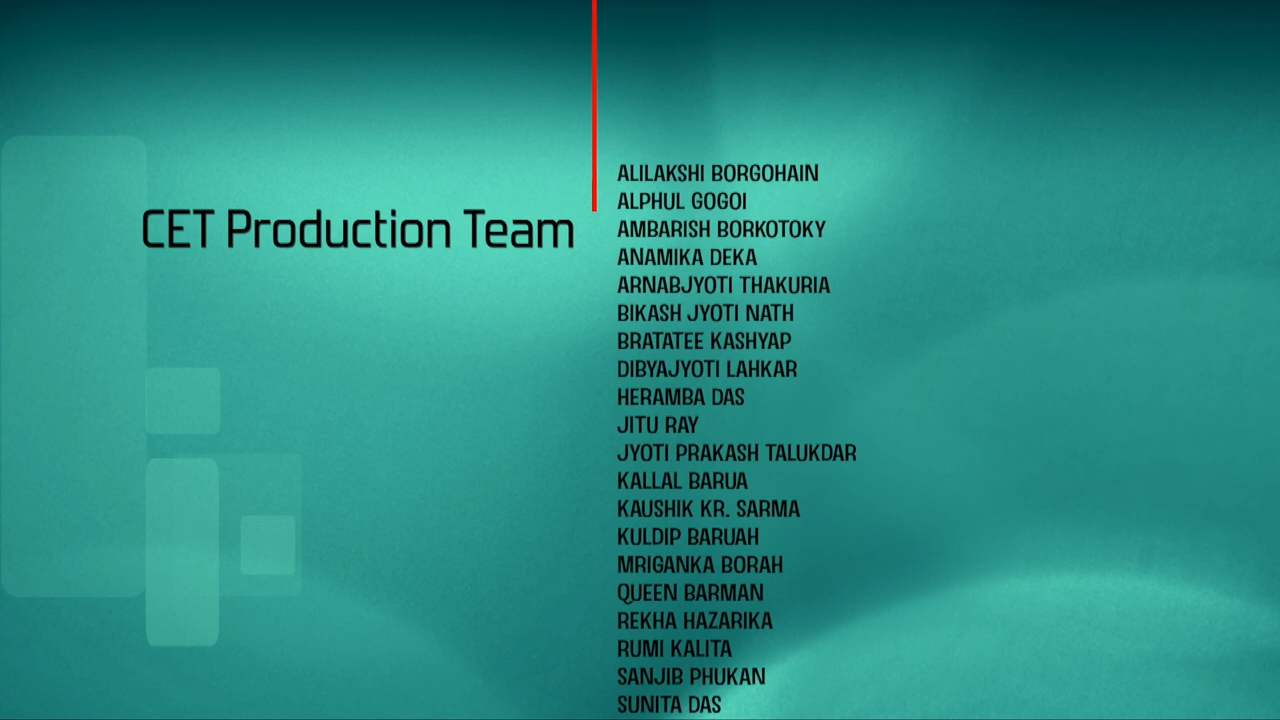 CET Production Team
ALILAKSHI BORGOHAIN
ALPHUL GOGOI
AMBARISH BORKOTOKY
ANAMIKA DEKA
ARNABJYOTI THAKURIA
BIKASH JYOTI NATH
BRATATEE KASHYAP
DIBYAJYOTI LAHKAR
HERAMBA DAS
JITU RAY
JYOTI PRAKASH TALUKDAR
KALLAL BARUA
KAUSHIK KR. SARMA
KULDIP BARUAH
MRIGANKA BORAH
QUEEN BARMAN
REKHA HAZARIKA
RUMI KALITA
SANJIB PHUKAN
SUNITA DAS